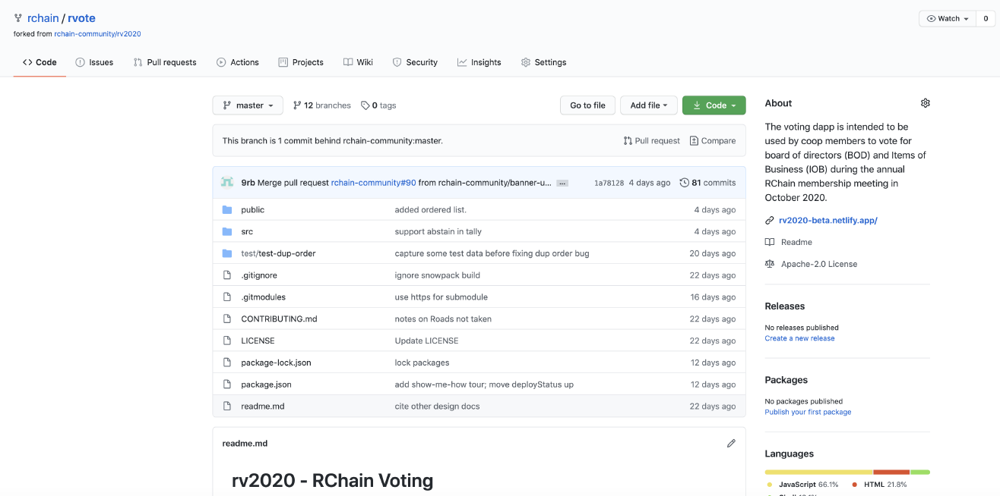 rchain / rvote
Watch 0
forked from rchain-community/rv2020
Code Issues Pull requests Actions Projects Wiki Security Insights Settings
master 12 branches 0 tags Go to file Add file Code
This branch is 1 commit behind rchain-community:master. Pull request Compare
9rb Merge pull request rchain-community#90 from rchain-community/banner-u... ... 1a78128 4 days ago 81 commits
public added ordered list. 4 days ago
src support abstain in tally 4 days ago
test/test-dup-order capture some test data before fixing dup order bug 20 days ago
.gitignore ignore snowpack build 22 days ago
.gitmodules use https for submodule 16 days ago
CONTRIBUTING.md notes on Roads not taken 22 days ago
LICENSE Update LICENSE 22 days ago
package-lock.json lock packages 12 days ago
package.json add show-me-how tour; move deployStatus up 12 days ago
readme.md cite other design docs 22 days ago
readme.md
rv2020 - RChain Voting
About
The voting dapp is intended to be
used by coop members to vote for
board of directors (BOD) and Items of
Business (IOB) during the annual
RChain membership meeting in
October 2020.
rv2020-beta.netlify.app/
Readme
Apache-2.0 License
Releases
No releases published
Create a new release
Packages
No packages published
Publish your first package
Languages
JavaScript 66.1% HTML 21.8%